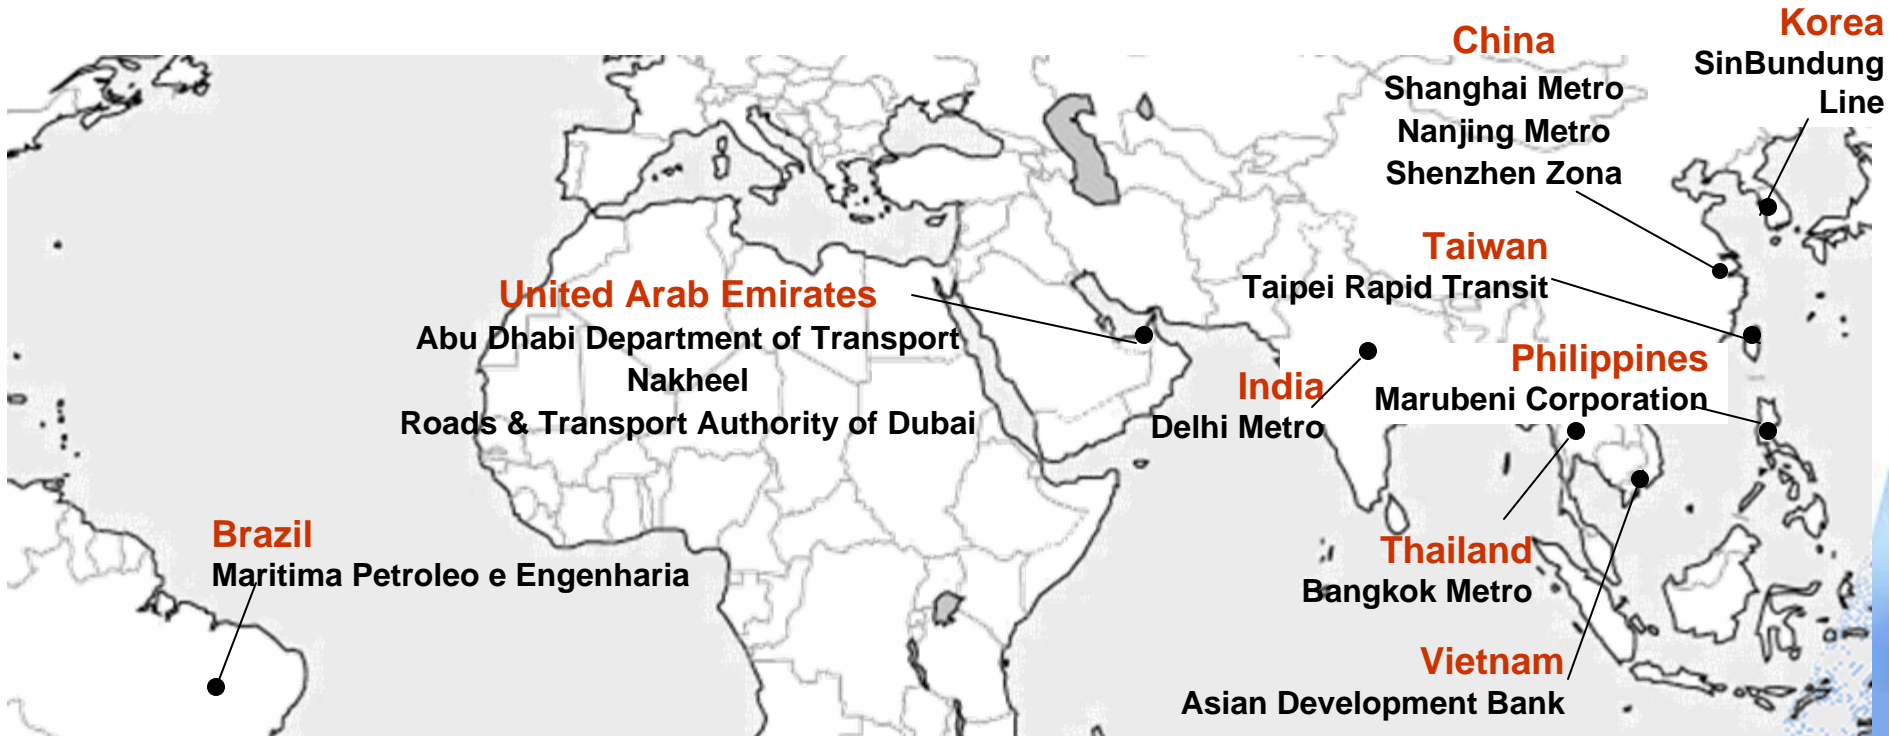 Korea
SinBundung
Line
China
Shanghai Metro
Nanjing Metro
Shenzhen Zona
Taiwan
Taipei Rapid Transit
United Arab Emirates
Abu Dhabi Department of Transport
Nakheel
Roads & Transport Authority of Dubai
India
Delhi Metro
Philippines
Marubeni Corporation
Brazil
Maritima Petroleo e Engenharia
Thailand
Bangkok Metro
Vietnam
Asian Development Bank